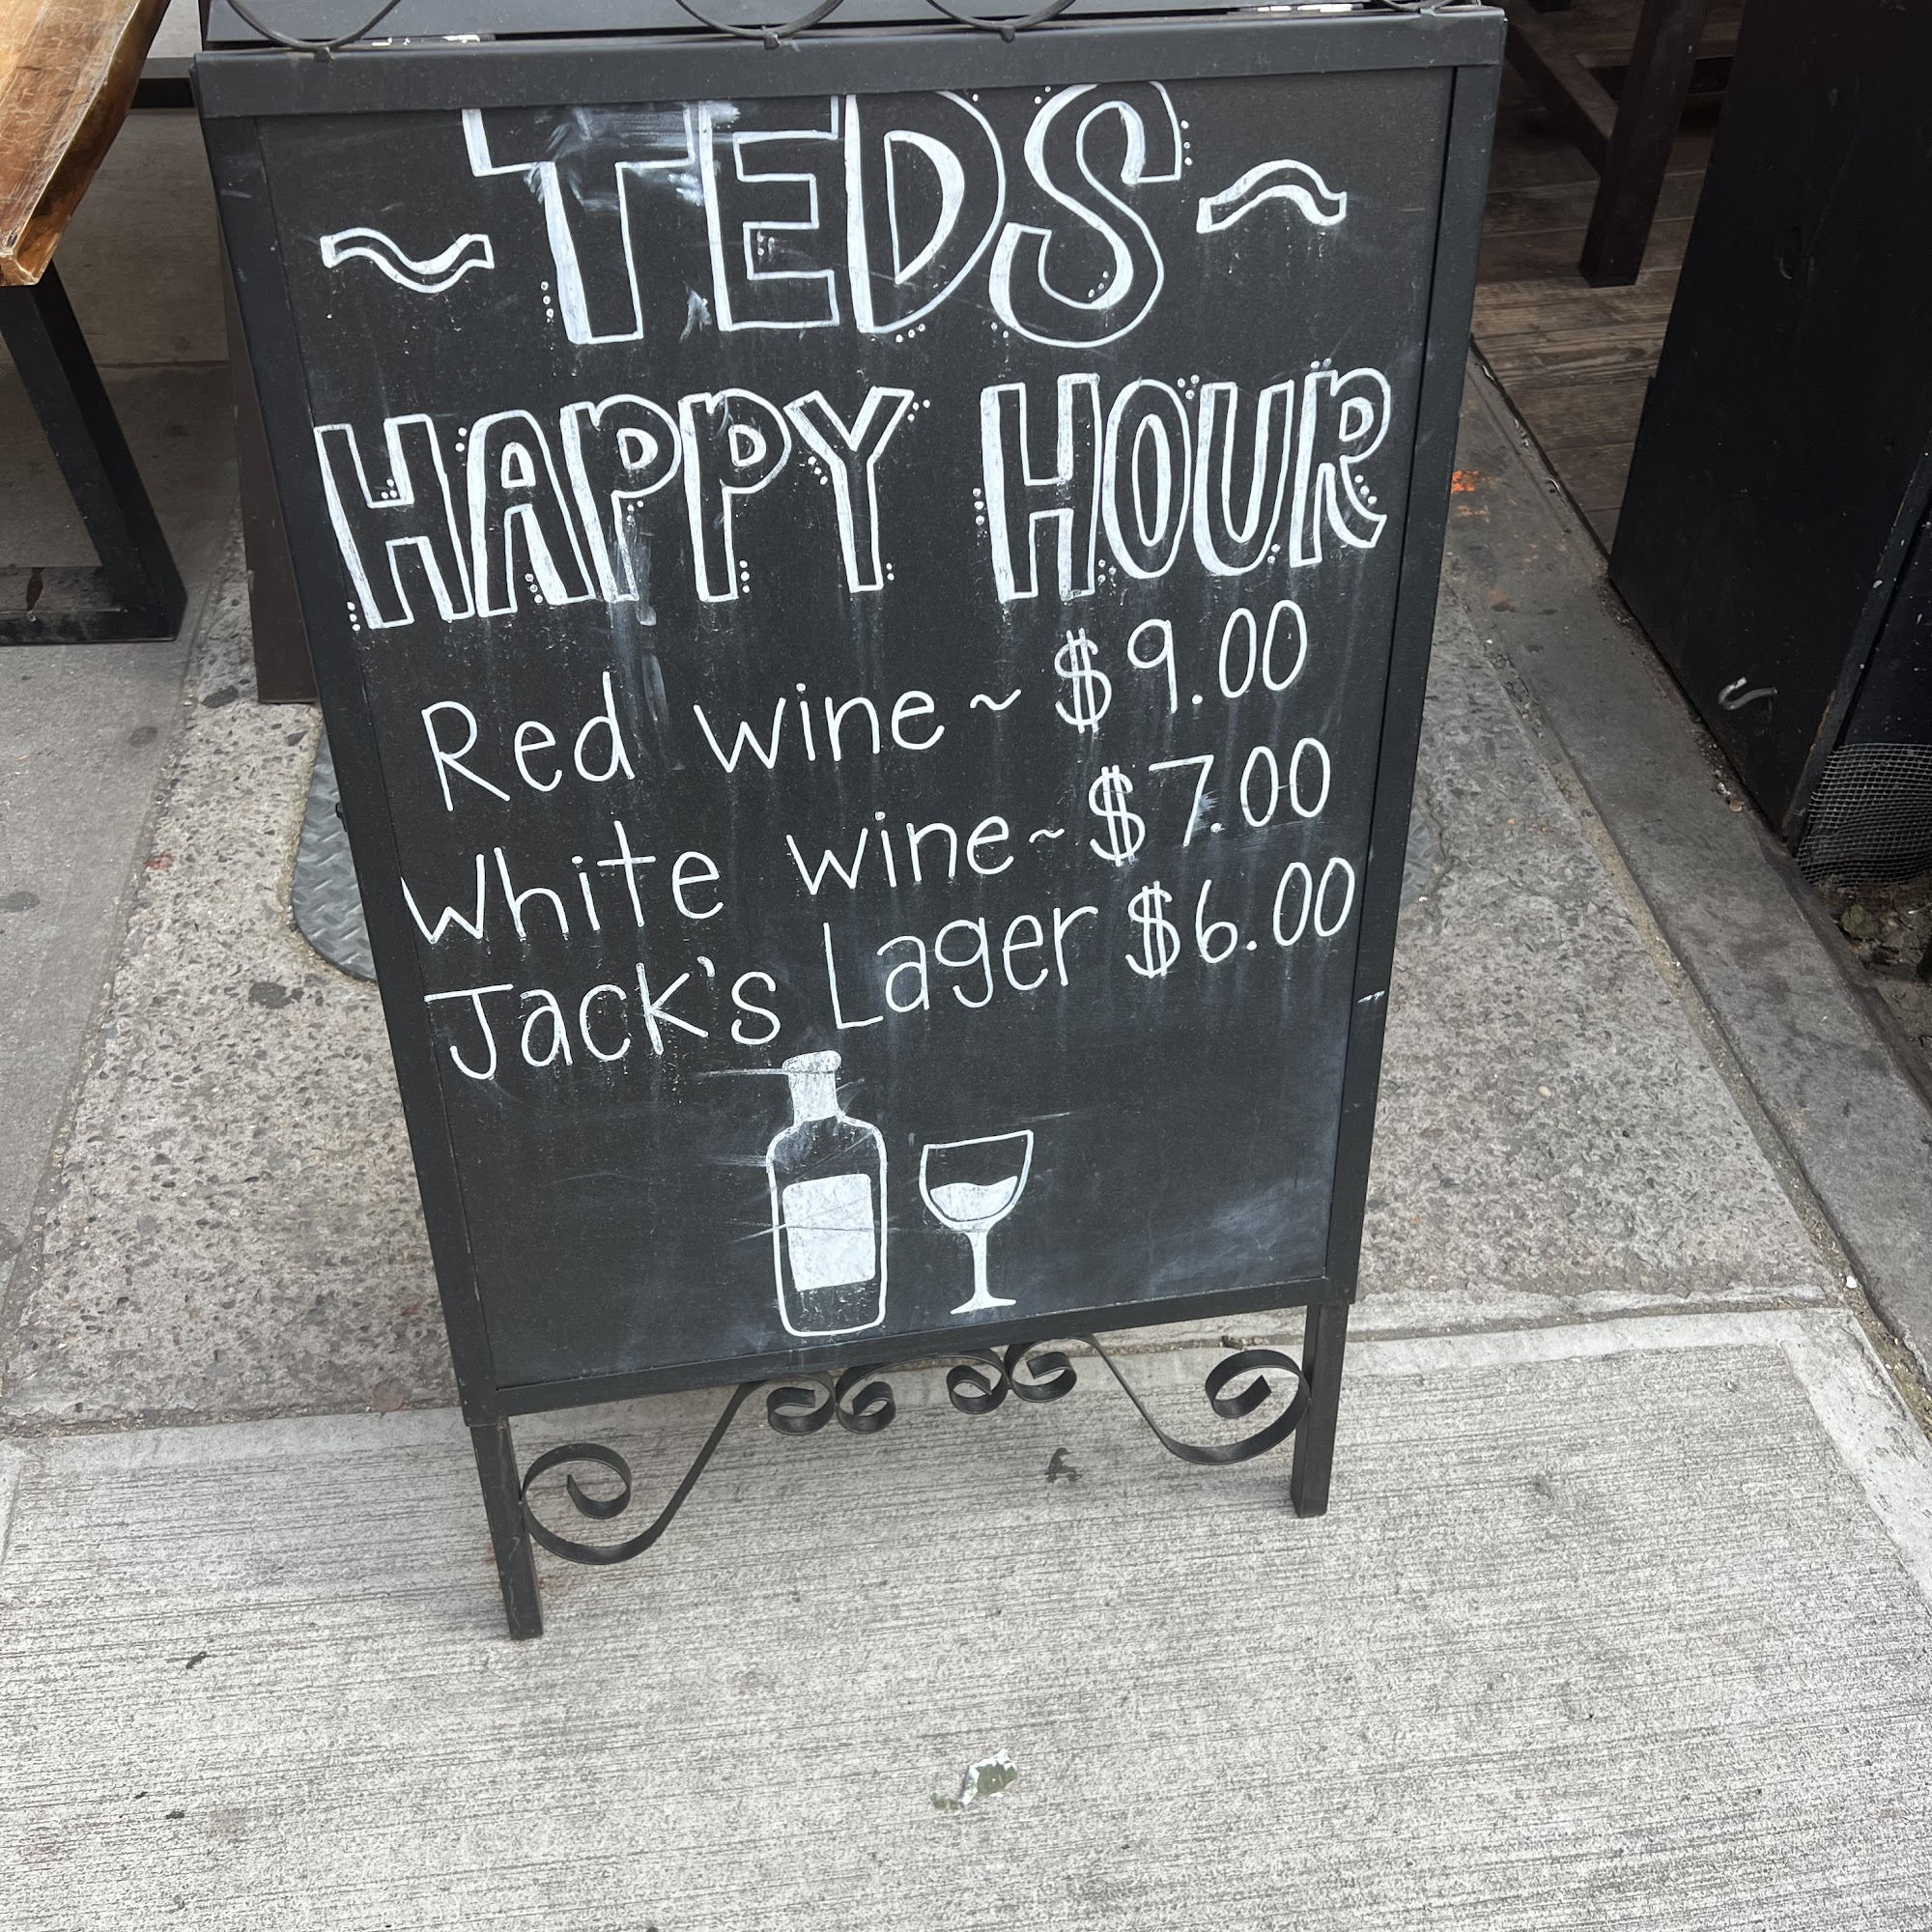 ~TEDS~
HAPPY HOUR
Red wine ~ $9.00
White wine ~ $7.00
Jack's Lager $6.00